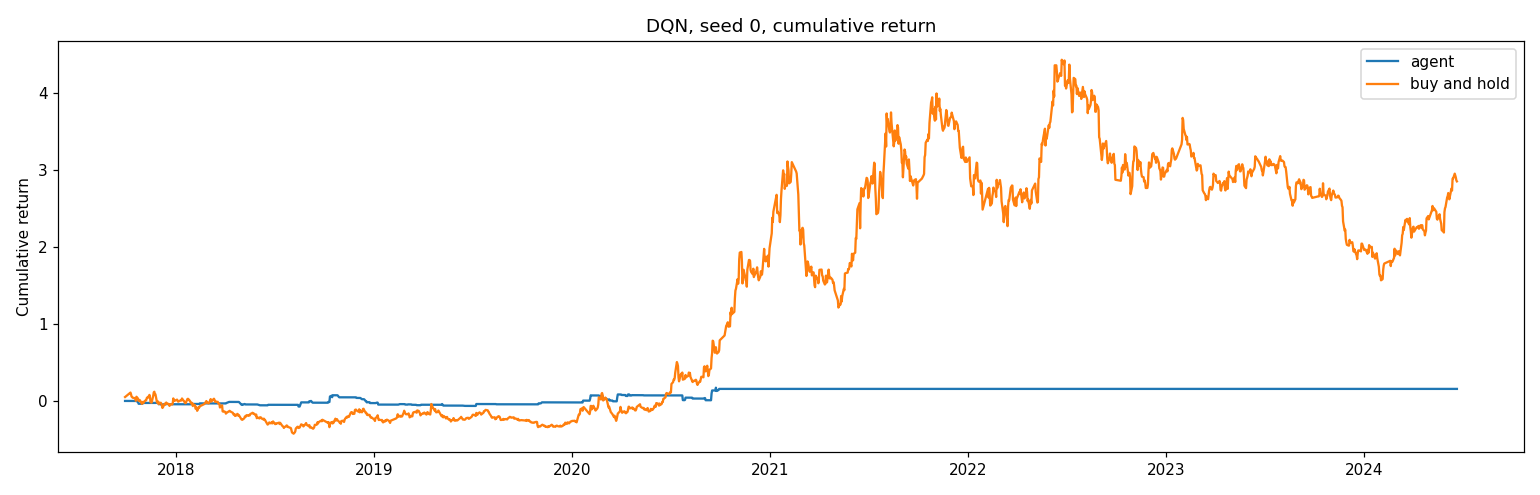 DQN, seed 0, cumulative return
agent
buy and hold
Cumulative return
4
3
2
1
0
2018 2019 2020 2021 2022 2023 2024